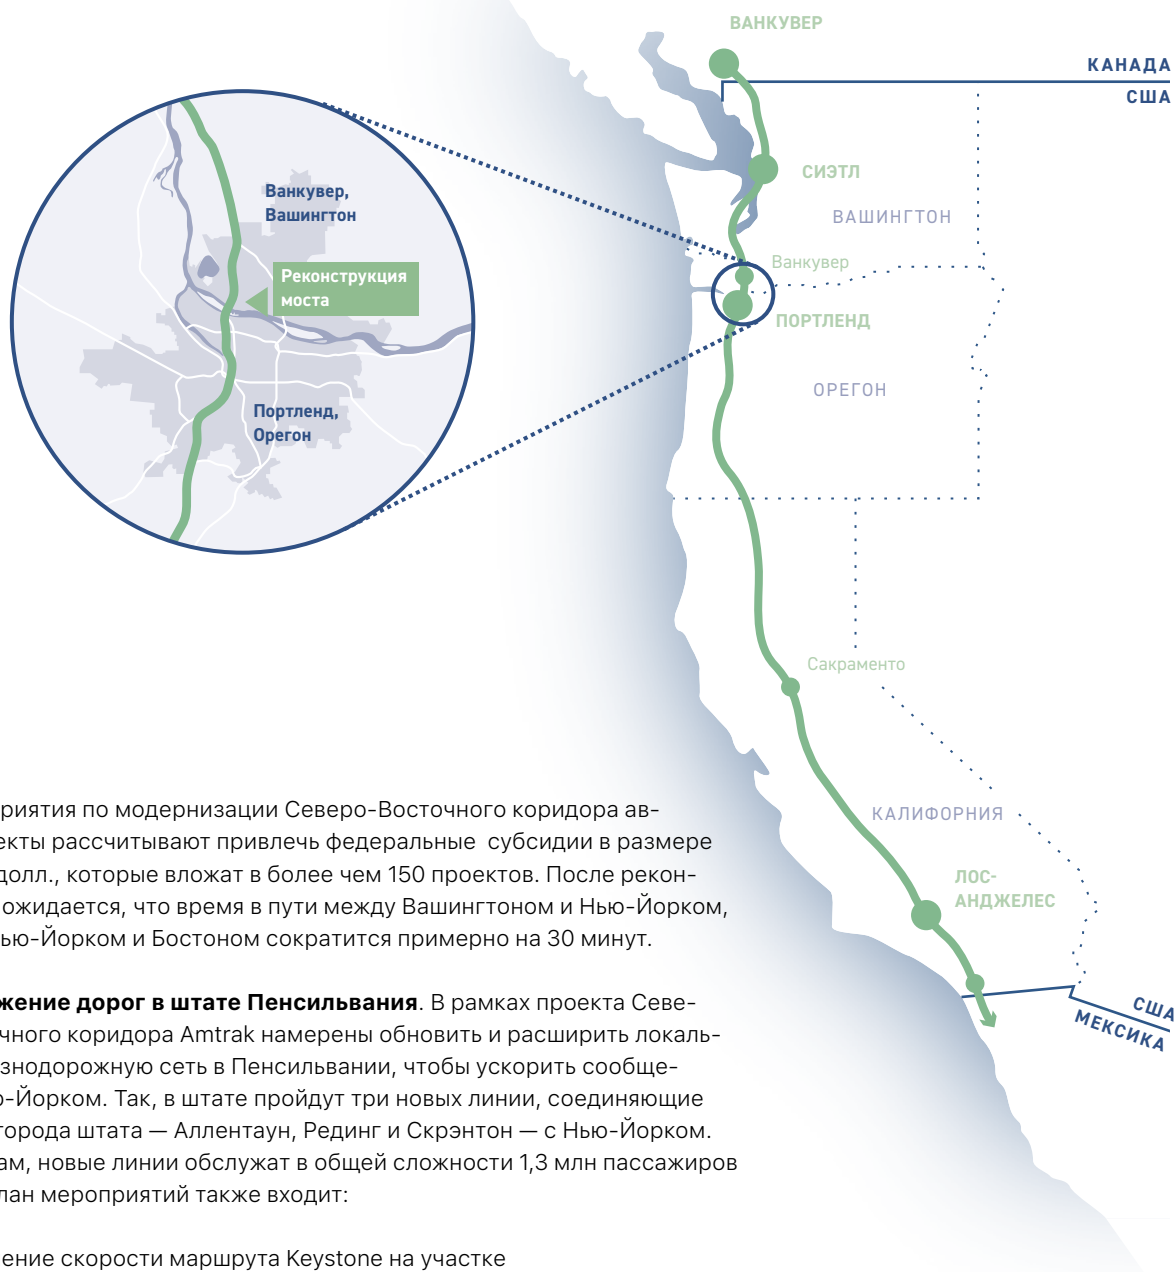 ВАНКУВЕР
КАНАДА
США
СИЭТЛ
ВАШИНГТОН
Ванкувер,
Вашингтон
Ванкувер
Реконструкция
моста
ПОРТЛЕНД
ОРЕГОН
Портленд,
Орегон
Сакраменто
КАЛИФОРНИЯ
ЛОС-
АНДЖЕЛЕС
США
МЕКСИКА
риятия по модернизации Северо-Восточного коридора ав-
екты рассчитывают привлечь федеральные субсидии в размере
долл., которые вложат в более чем 150 проектов. После рекон-
ожидается, что время в пути между Вашингтоном и Нью-Йорком,
ью-Йорком и Бостоном сократится примерно на 30 минут.
жение дорог в штате Пенсильвания. В рамках проекта Севе-
чного коридора Amtrak намерены обновить и расширить локаль-
знодорожную сеть в Пенсильвании, чтобы ускорить сообще-
о-Йорком. Так, в штате пройдут три новых линии, соединяющие
города штата — Аллентаун, Рединг и Скрэнтон — с Нью-Йорком.
ам, новые линии обслужат в общей сложности 1,3 млн пассажиров
лан мероприятий также входит:
ение скорости маршрута Keystone на участке